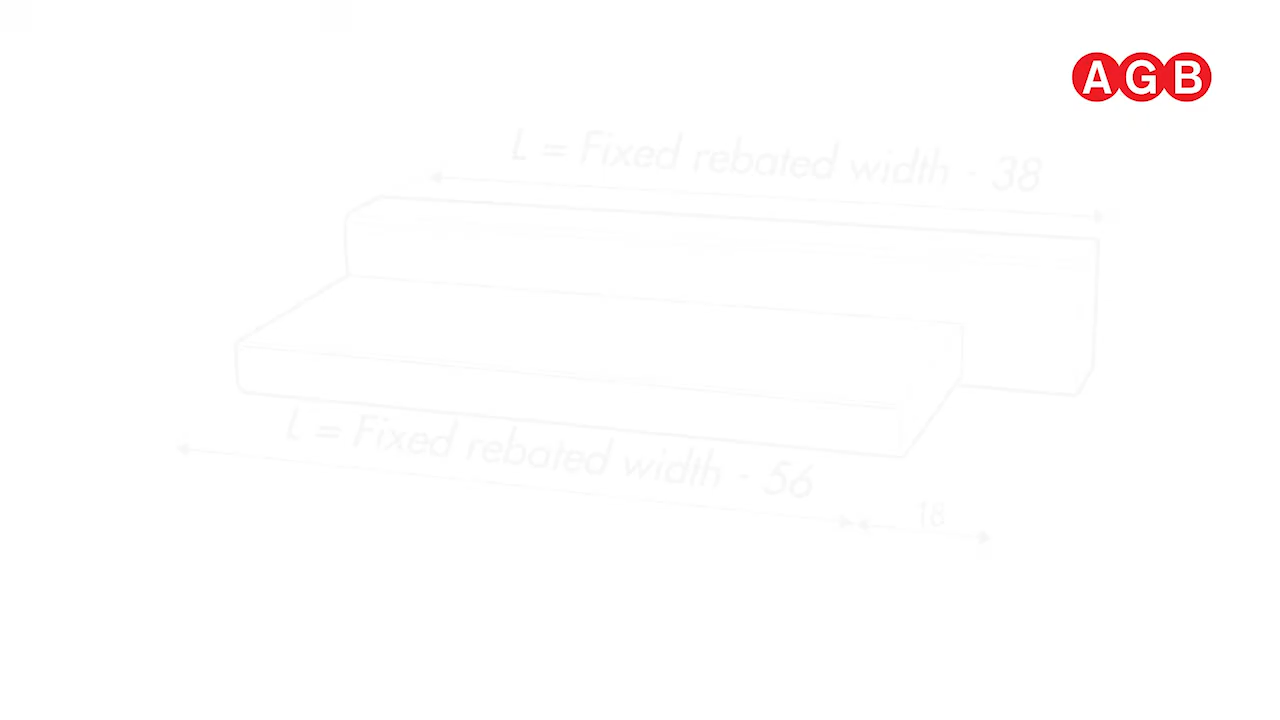 AGB
L = Fixed rebated width - 38
L = Fixed rebated width - 56
18